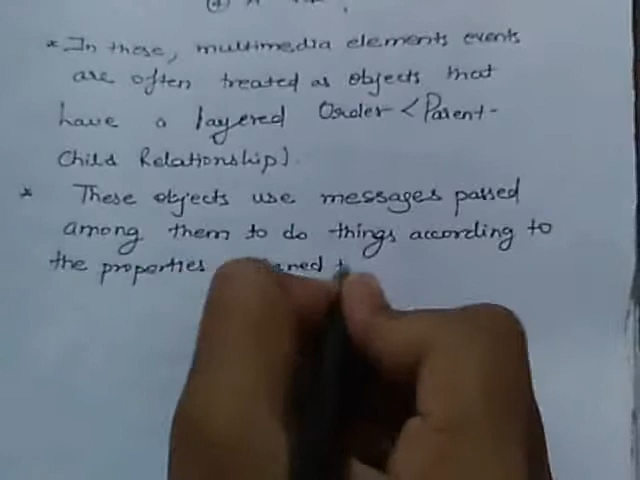 * In these, multimedia elements events
are often treated as objects that
have a layered Order < Parent-
Child Relationship).
* These objects use messages passed
among them to do things according to
the properties